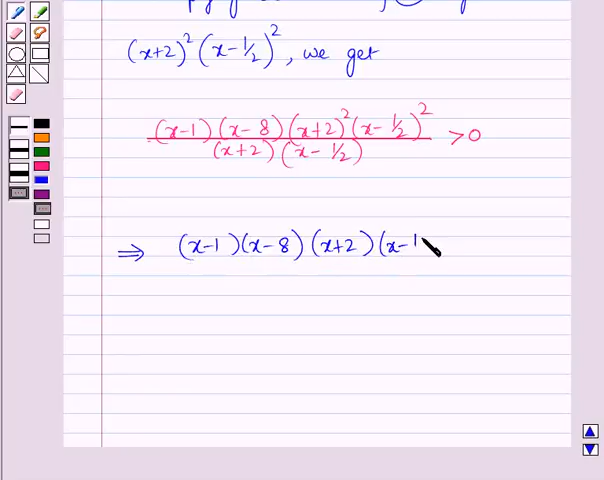 (x+2)² (x-1/2)², we get
(x-1)(x-8)(x+2)²(x-1/2)² / (x+2)(x-1/2) >0
⇒ (x-1)(x-8)(x+2)(x-1